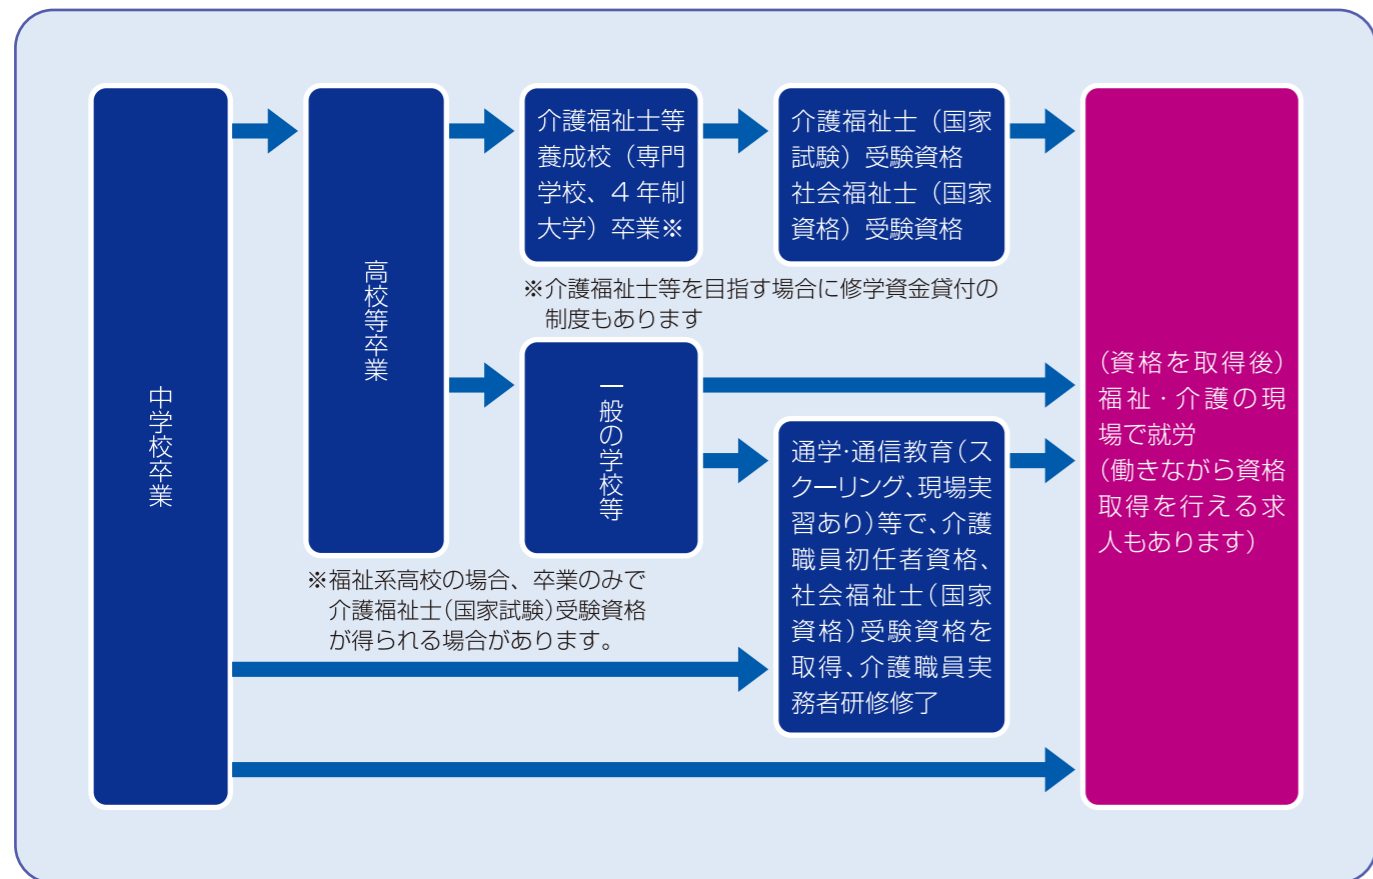 中学校卒業
高校等卒業
介護福祉士等
養成校（専門
学校、4 年制
大学）卒業※
介護福祉士（国家
試験）受験資格
社会福祉士（国家
資格）受験資格
※介護福祉士等を目指す場合に修学資金貸付の
制度もあります
一般の学校等
通学・通信教育（ス
クーリング、現場実
習あり）等で、介護
職員初任者資格、
社会福祉士（国家
資格）受験資格を
取得、介護職員実
務者研修修了
※福祉系高校の場合、卒業のみで
介護福祉士（国家試験）受験資格
が得られる場合があります。
（資格を取得後）
福祉・介護の現
場で就労
（働きながら資格
取得を行える求
人もあります）